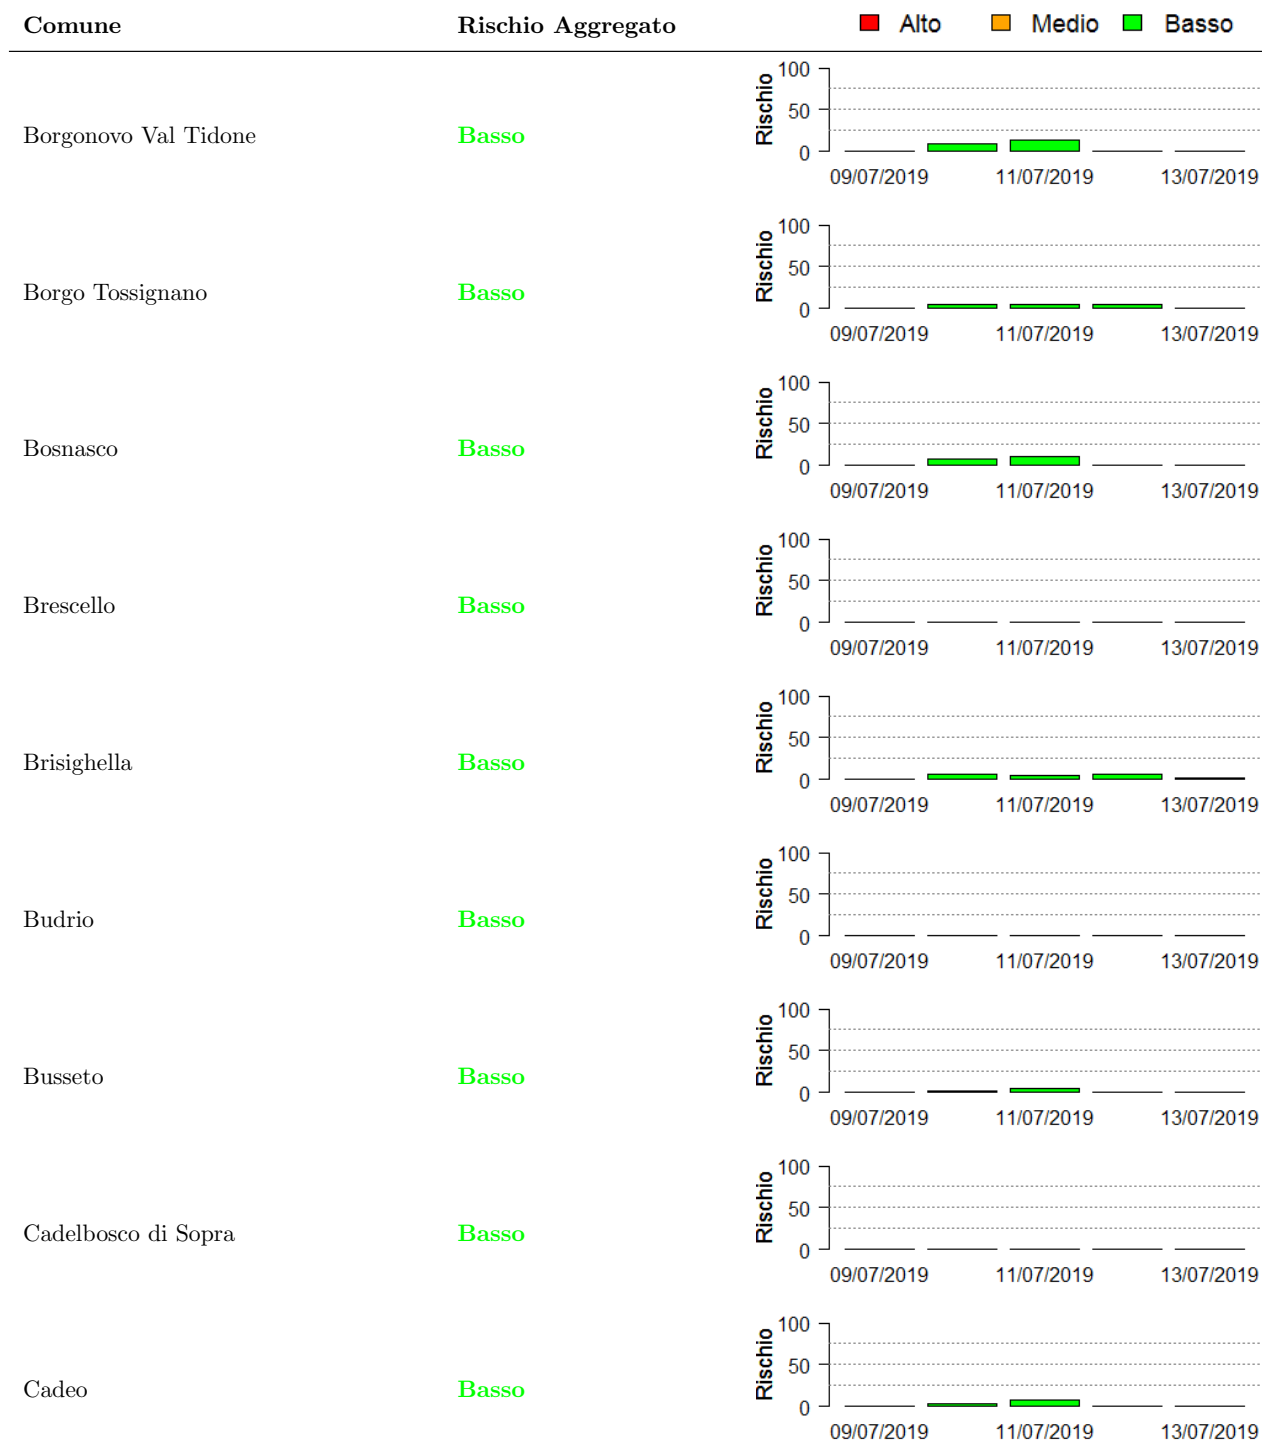 Comune Rischio Aggregato Alto Medio Basso
100
50
0
Rischio
Borgonovo Val Tidone Basso
09/07/2019 11/07/2019 13/07/2019
100
50
0
Rischio
Borgo Tossignano Basso
09/07/2019 11/07/2019 13/07/2019
100
50
0
Rischio
Bosnasco Basso
09/07/2019 11/07/2019 13/07/2019
100
50
0
Rischio
Brescello Basso
09/07/2019 11/07/2019 13/07/2019
100
50
0
Rischio
Brisighella Basso
09/07/2019 11/07/2019 13/07/2019
100
50
0
Rischio
Budrio Basso
09/07/2019 11/07/2019 13/07/2019
100
50
0
Rischio
Busseto Basso
09/07/2019 11/07/2019 13/07/2019
100
50
0
Rischio
Cadelbosco di Sopra Basso
09/07/2019 11/07/2019 13/07/2019
100
50
0
Rischio
Cadeo Basso
09/07/2019 11/07/2019 13/07/2019